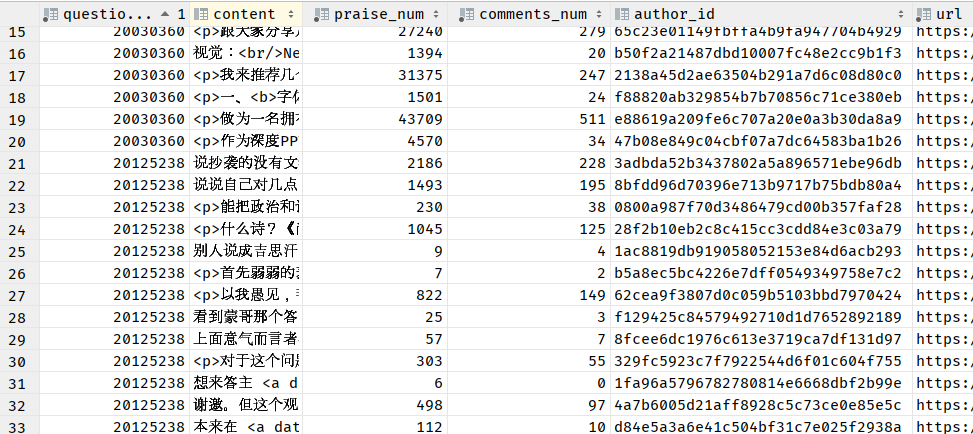 questio... 1 content praise_num comments_num author_id url
15 20030360 <p>跟大家分享 27240 279 65c23e01149fbffa4b9fa947704b4929 https:
16 20030360 视觉：<br/>Ne 1394 20 b50f2a21487dbd10007fc48e2cc9b1f3 https:
17 20030360 <p>我来推荐几 31375 247 2138a45d2ae63504b291a7d6c08d80c0 https:
18 20030360 <p>一、<b>字体 1501 24 f88820ab329854b7b70856c71ce380eb https:
19 20030360 <p>做为一名拥有 43709 511 e88619a209fe6c707a20e0a3b30da8a9 https:
20 20030360 <p>作为深度PP 4570 34 47b08e849c04cbf07a7dc64583ba1b26 https:
21 20125238 说抄袭的没有文 2186 228 3adbda52b3437802a5a896571ebe96db https:
22 20125238 说说自己对几点 1493 195 8bfdd96d70396e713b9717b75bdb80a4 https:
23 20125238 <p>能把政治和 230 38 0800a987f70d3486479cd00b357faf28 https:
24 20125238 <p>什么诗？《 1045 125 28f2b10eb2c8c415cc3cdd84e3c03a79 https:
25 20125238 别人说成吉思汗 9 4 1ac8819db919058052153e84d6acb293 https:
26 20125238 <p>首先弱弱的 7 2 b5a8ec5bc4226e7dff0549349758e7c2 https:
27 20125238 <p>以我愚见， 822 149 62cea9f3807d0c059b5103bbd7970424 https:
28 20125238 看到蒙哥那个答 25 3 f129425c84579492710d1d7652892189 https:
29 20125238 上面意气而言者 57 7 8fcee6dc1976c613e3719ca7df131d97 https:
30 20125238 <p>对于这个问题 303 55 329fc5923c7f7922544d6f01c604f755 https:
31 20125238 想来答主 <a d 6 0 1fa96a5796782780814e6668dbf2b99e https:
32 20125238 谢邀。但这个观 498 97 4a7b6005d21aff8928c5c73ce0e85e5c https:
33 20125238 本来在 <a dat 112 10 d84e5a3a6e41c504bf31c7e025f2938a https: